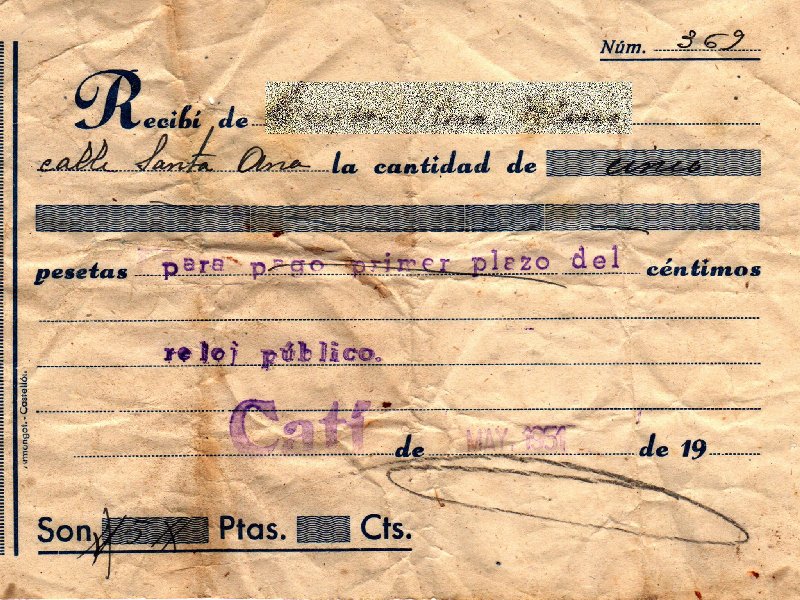 Núm. 369
Recibí de
calle Santa Ana la cantidad de cinco
pesetas para pago primer plazo del céntimos
reloj público.
Catí de MAY. 1951 de 19
Son 5 Ptas. Cts.